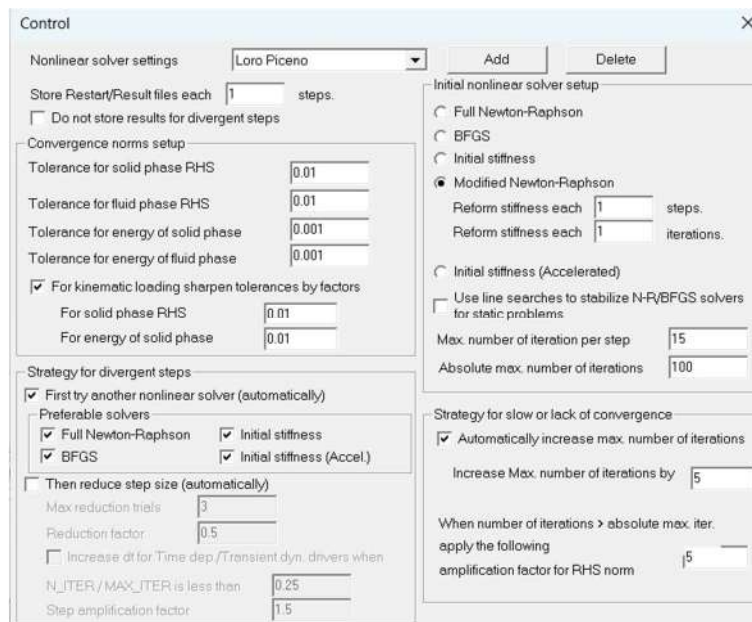 Control
Nonlinear solver settings Loro Piceno Add Delete
Store Restart/Result files each 1 steps.
Do not store results for divergent steps
Convergence norms setup
Tolerance for solid phase RHS 0.01
Tolerance for fluid phase RHS 0.01
Tolerance for energy of solid phase 0.001
Tolerance for energy of fluid phase 0.001
For kinematic loading sharpen tolerances by factors
For solid phase RHS 0.01
For energy of solid phase 0.01
Strategy for divergent steps
First try another nonlinear solver (automatically)
Preferable solvers
Full Newton-Raphson Initial stiffness
BFGS Initial stiffness (Accel.)
Then reduce step size (automatically)
Max reduction trials 3
Reduction factor 0.5
Increase dt for Time dep./Transient dyn. drivers when
N_ITER / MAX_ITER is less than 0.25
Step amplification factor 1.5
Initial nonlinear solver setup
Full Newton-Raphson
BFGS
Initial stiffness
Modified Newton-Raphson
Reform stiffness each 1 steps.
Reform stiffness each 1 iterations.
Initial stiffness (Accelerated)
Use line searches to stabilize N-R/BFGS solvers
for static problems
Max. number of iteration per step 15
Absolute max. number of iterations 100
Strategy for slow or lack of convergence
Automatically increase max. number of iterations
Increase Max. number of iterations by 5
When number of iterations > absolute max. iter.
apply the following
amplification factor for RHS norm 5